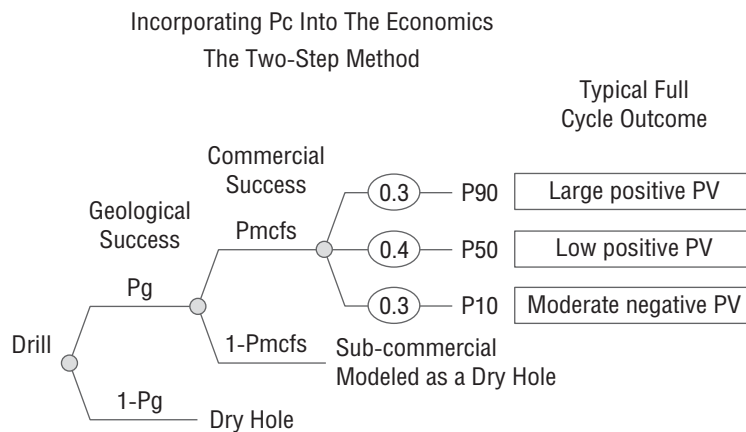 Incorporating Pc Into The Economics
The Two-Step Method
Typical Full
Cycle Outcome
Commercial
Success
Geological
Success
0.3
P90
Large positive PV
Pmcfs
0.4
P50
Low positive PV
Pg
0.3
P10
Moderate negative PV
Drill
1-Pmcfs
Sub-commercial
Modeled as a Dry Hole
1-Pg
Dry Hole